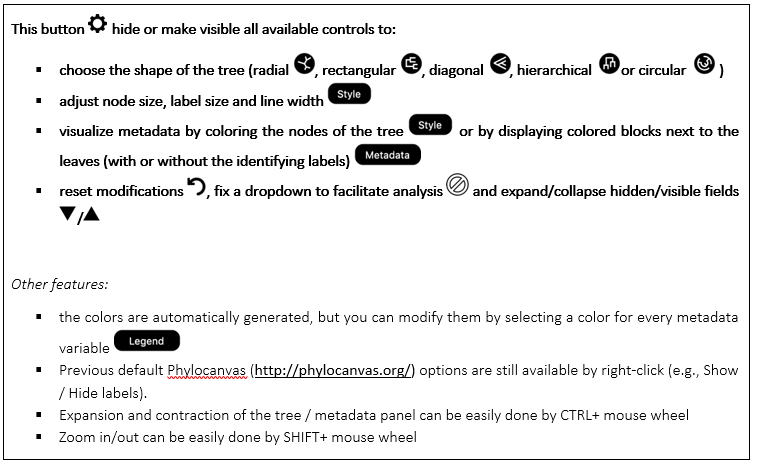 This button hide or make visible all available controls to:
▪ choose the shape of the tree (radial , rectangular , diagonal , hierarchical or circular )
▪ adjust node size, label size and line width Style
▪ visualize metadata by coloring the nodes of the tree Style or by displaying colored blocks next to the
leaves (with or without the identifying labels) Metadata
▪ reset modifications , fix a dropdown to facilitate analysis and expand/collapse hidden/visible fields
▼/▲
Other features:
▪ the colors are automatically generated, but you can modify them by selecting a color for every metadata
variable Legend
▪ Previous default Phylocanvas (http://phylocanvas.org/) options are still available by right-click (e.g., Show
/ Hide labels).
▪ Expansion and contraction of the tree / metadata panel can be easily done by CTRL+ mouse wheel
▪ Zoom in/out can be easily done by SHIFT+ mouse wheel